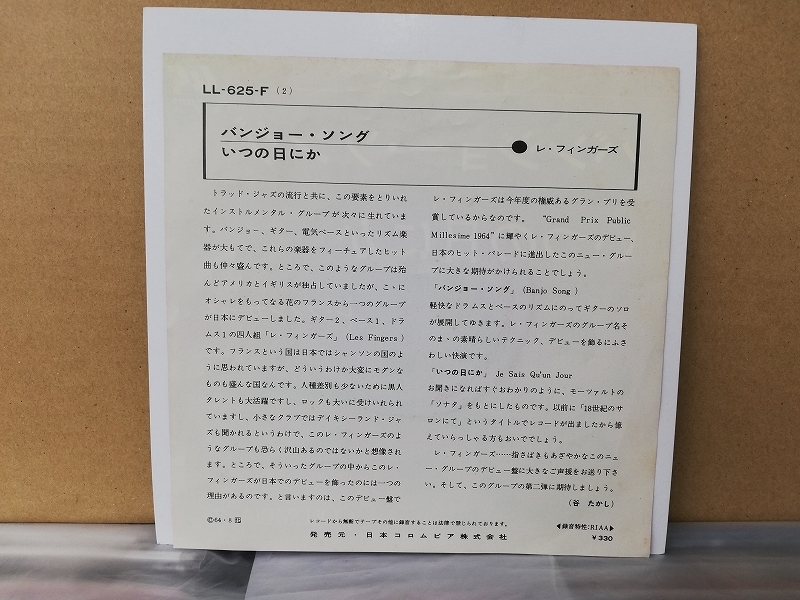 LL-625-F (2)
バンジョー・ソング
いつの日にか
レ・フィンガーズ
トラッド・ジャズの流行と共に、この要素をとりいれ
たインストルメンタル・グループが次々に生れていま
す。バンジョー、ギター、電気ベースといったリズム楽
器が大もてで、これらの楽器をフィーチュアしたヒット
曲も仲々盛んです。ところで、このようなグループは殆
んどアメリカとイギリスが独占していましたが、こゝに
オシャレをもってなる花のフランスから一つのグループ
が日本にデビューしました。ギター2、ベース1、ドラ
ムス1の四人組「レ・フィンガーズ」(Les Fingers)
です。フランスという国は日本ではシャンソンの国のよ
うに思われていますが、どういうわけか大変にモダンな
ものも盛んな国なんです。人種差別も少ないために黒人
タレントも大活躍ですし、ロックも大いに受けいれられ
ていますし、小さなクラブではデイキシーランド・ジャ
ズも聞かれるというわけで、このレ・フィンガーズのよ
うなグループも恐らく沢山あるのではないかと想像され
ます。ところで、そういったグループの中からこのレ・
フィンガーズが日本でのデビューを飾ったのには一つの
理由があるのです。と言いますのは、このデビュー盤で
レ・フィンガーズは今年度の権威あるグラン・プリを受
賞しているからなのです。 “Grand Prix Public
Millesime 1964”に輝やくレ・フィンガーズのデビュー、
日本のヒット・パレードに進出したこのニュー・グルー
プに大きな期待がかけられることでしょう。
「バンジョー・ソング」(Banjo Song)
軽快なドラムスとベースのリズムにのってギターのソロ
が展開してゆきます。レ・フィンガーズのグループ名そ
のまゝの素晴らしいテクニック、デビューを飾るにふさ
わしい快演です。
「いつの日にか」 Je Sais Qu'un Jour
お聞きになればすぐおわかりのように、モーツァルトの
「ソナタ」をもとにしたものです。以前に「18世紀のサ
ロンにて」というタイトルでレコードが出ましたから憶
えていらっしゃる方もおいででしょう。
レ・フィンガーズ……指さばきもあざやかなこのニュ
ー・グループのデビュー盤に大きなご声援をお送り下さ
い。そして、このグループの第二弾に期待しましょう。
(谷 たかし)
Ⓒ64・8
レコードから無断でテープその他に録音することは法律で禁じられております。
発売元・日本コロムビア株式会社
◀録音特性:RIAA▶
¥330